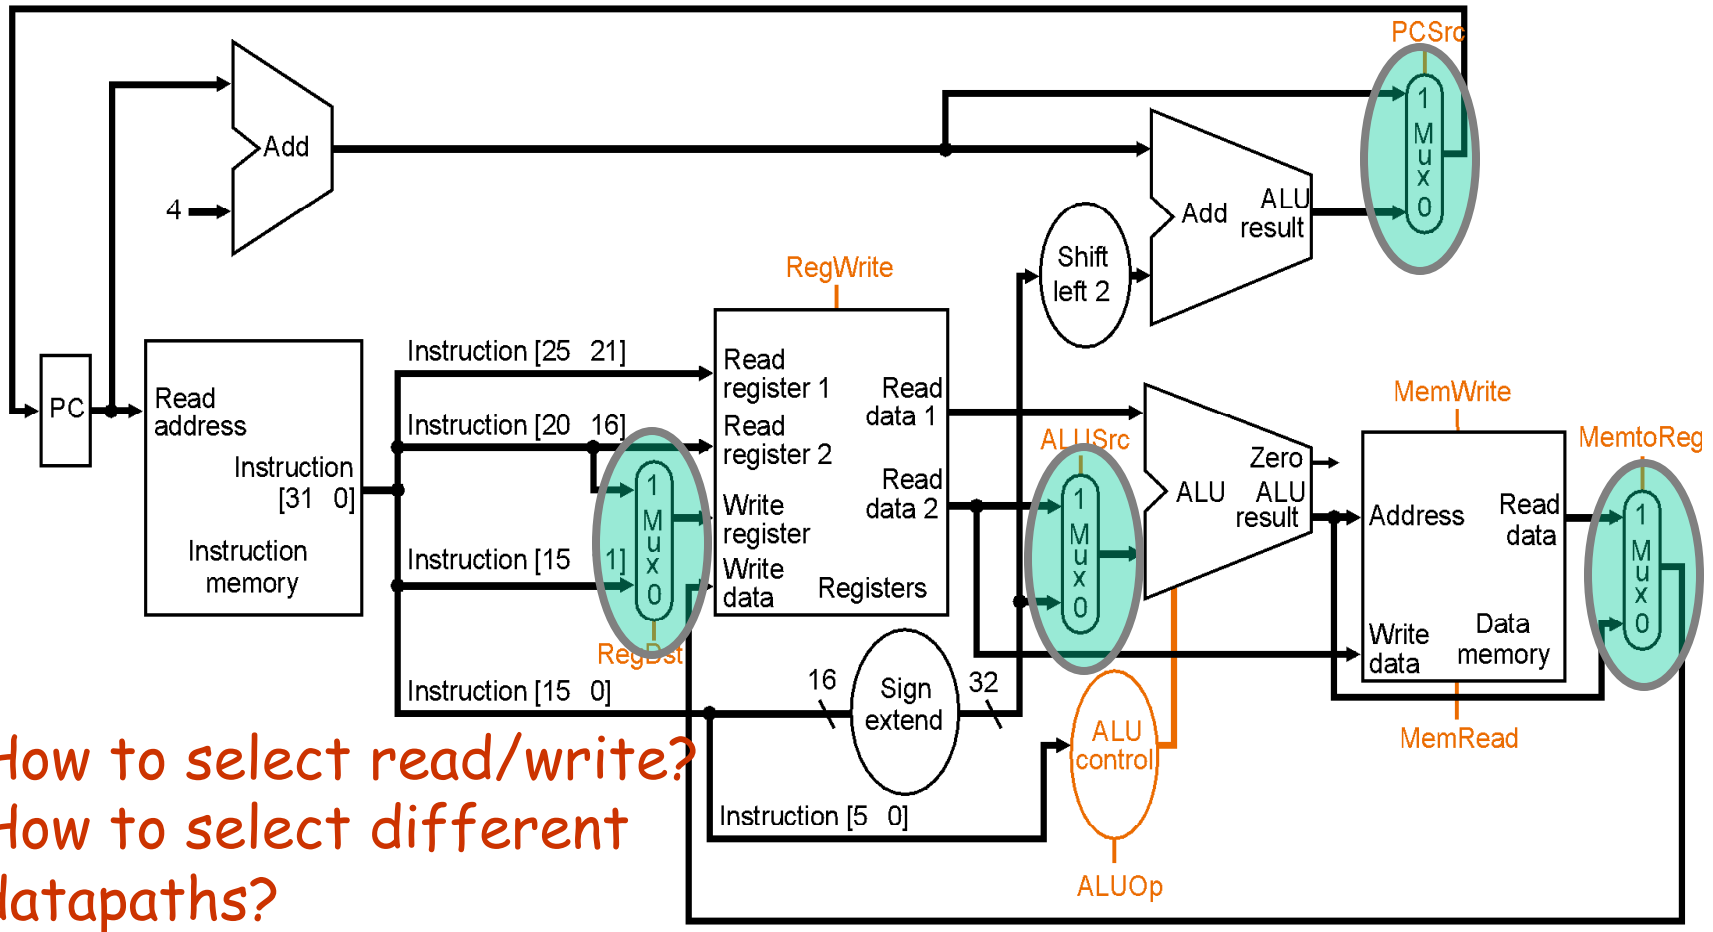 PCSrc
1
M
u
x
0
Add
4
Add
ALU
result
Shift
left 2
RegWrite
PC
Read
address
Instruction
[31 0]
Instruction
memory
Instruction [25 21]
Instruction [20 16]
Instruction [15 1]
Instruction [15 0]
1
M
u
x
0
RegDst
Read
register 1
Read
register 2
Write
register
Write
data
Read
data 1
Read
data 2
Registers
ALUSrc
1
M
u
x
0
Zero
ALU
ALU
result
MemWrite
Address
Read
data
Write
data
Data
memory
MemRead
MemtoReg
1
M
u
x
0
16
Sign
extend
32
ALU
control
Instruction [5 0]
ALUOp
How to select read/write?
How to select different
datapaths?